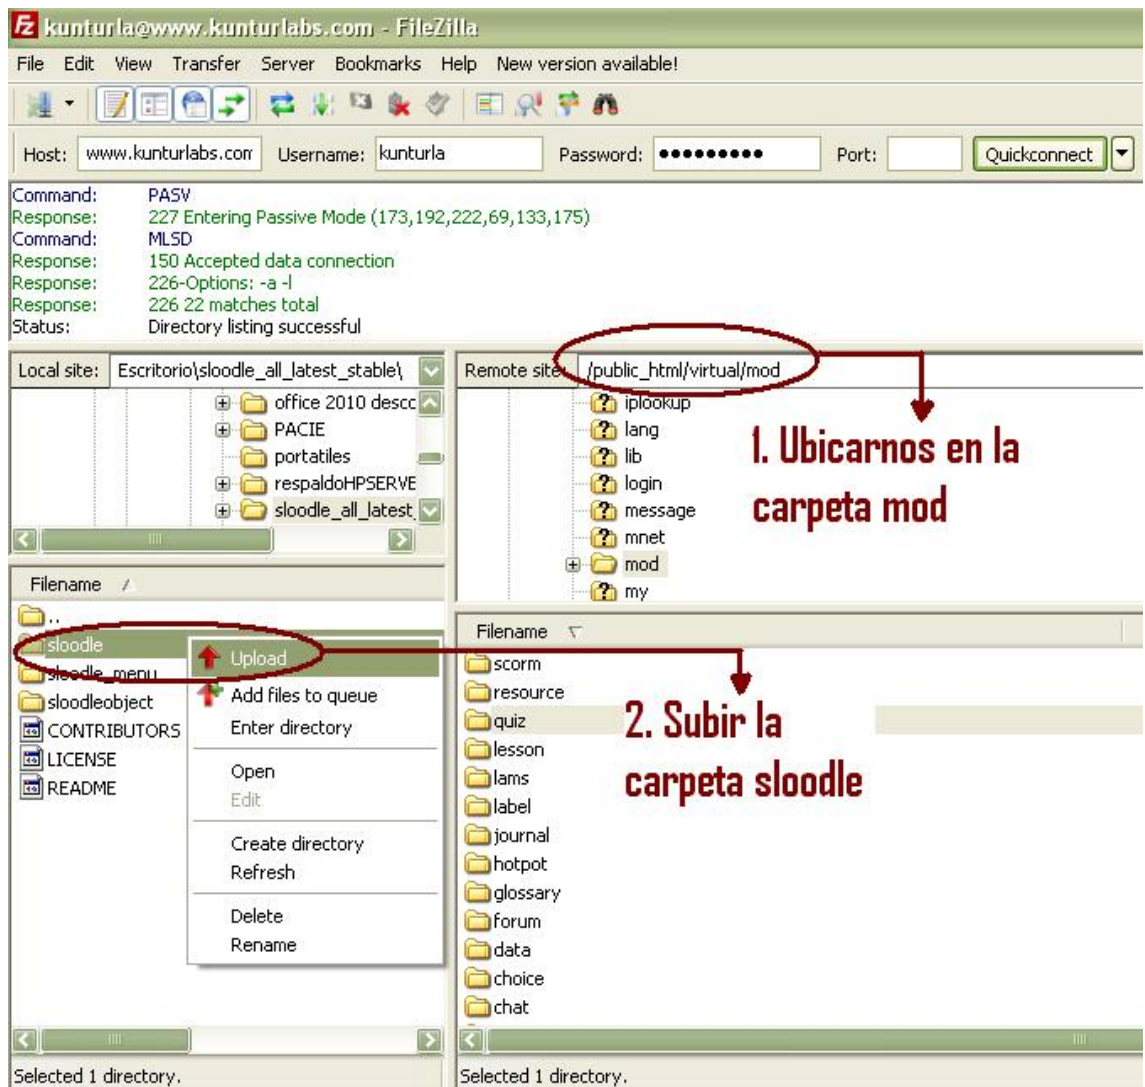 kunturla@www.kunturlabs.com - FileZilla
File Edit View Transfer Server Bookmarks Help New version available!
Host: www.kunturlabs.com Username: kunturla Password: ●●●●●●●●● Port: Quickconnect
Command: PASV
Response: 227 Entering Passive Mode (173,192,222,69,133,175)
Command: MLSD
Response: 150 Accepted data connection
Response: 226-Options: -a -l
Response: 226 22 matches total
Status: Directory listing successful
Local site: Escritorio\sloodle_all_latest_stable\
office 2010 descc
PACIE
portatiles
respaldoHPSERVE
sloodle_all_latest_
Filename
..
sloodle
sloodle_menu
sloodleobject
CONTRIBUTORS
LICENSE
README
Upload
Add files to queue
Enter directory
Open
Edit
Create directory
Refresh
Delete
Rename
Selected 1 directory.
Remote site: /public_html/virtual/mod
iplookup
lang
lib
login
message
mnet
mod
my
1. Ubicarnos en la
carpeta mod
Filename
scorm
resource
quiz
lesson
lams
label
journal
hotpot
glossary
forum
data
choice
chat
2. Subir la
carpeta sloodle
Selected 1 directory.